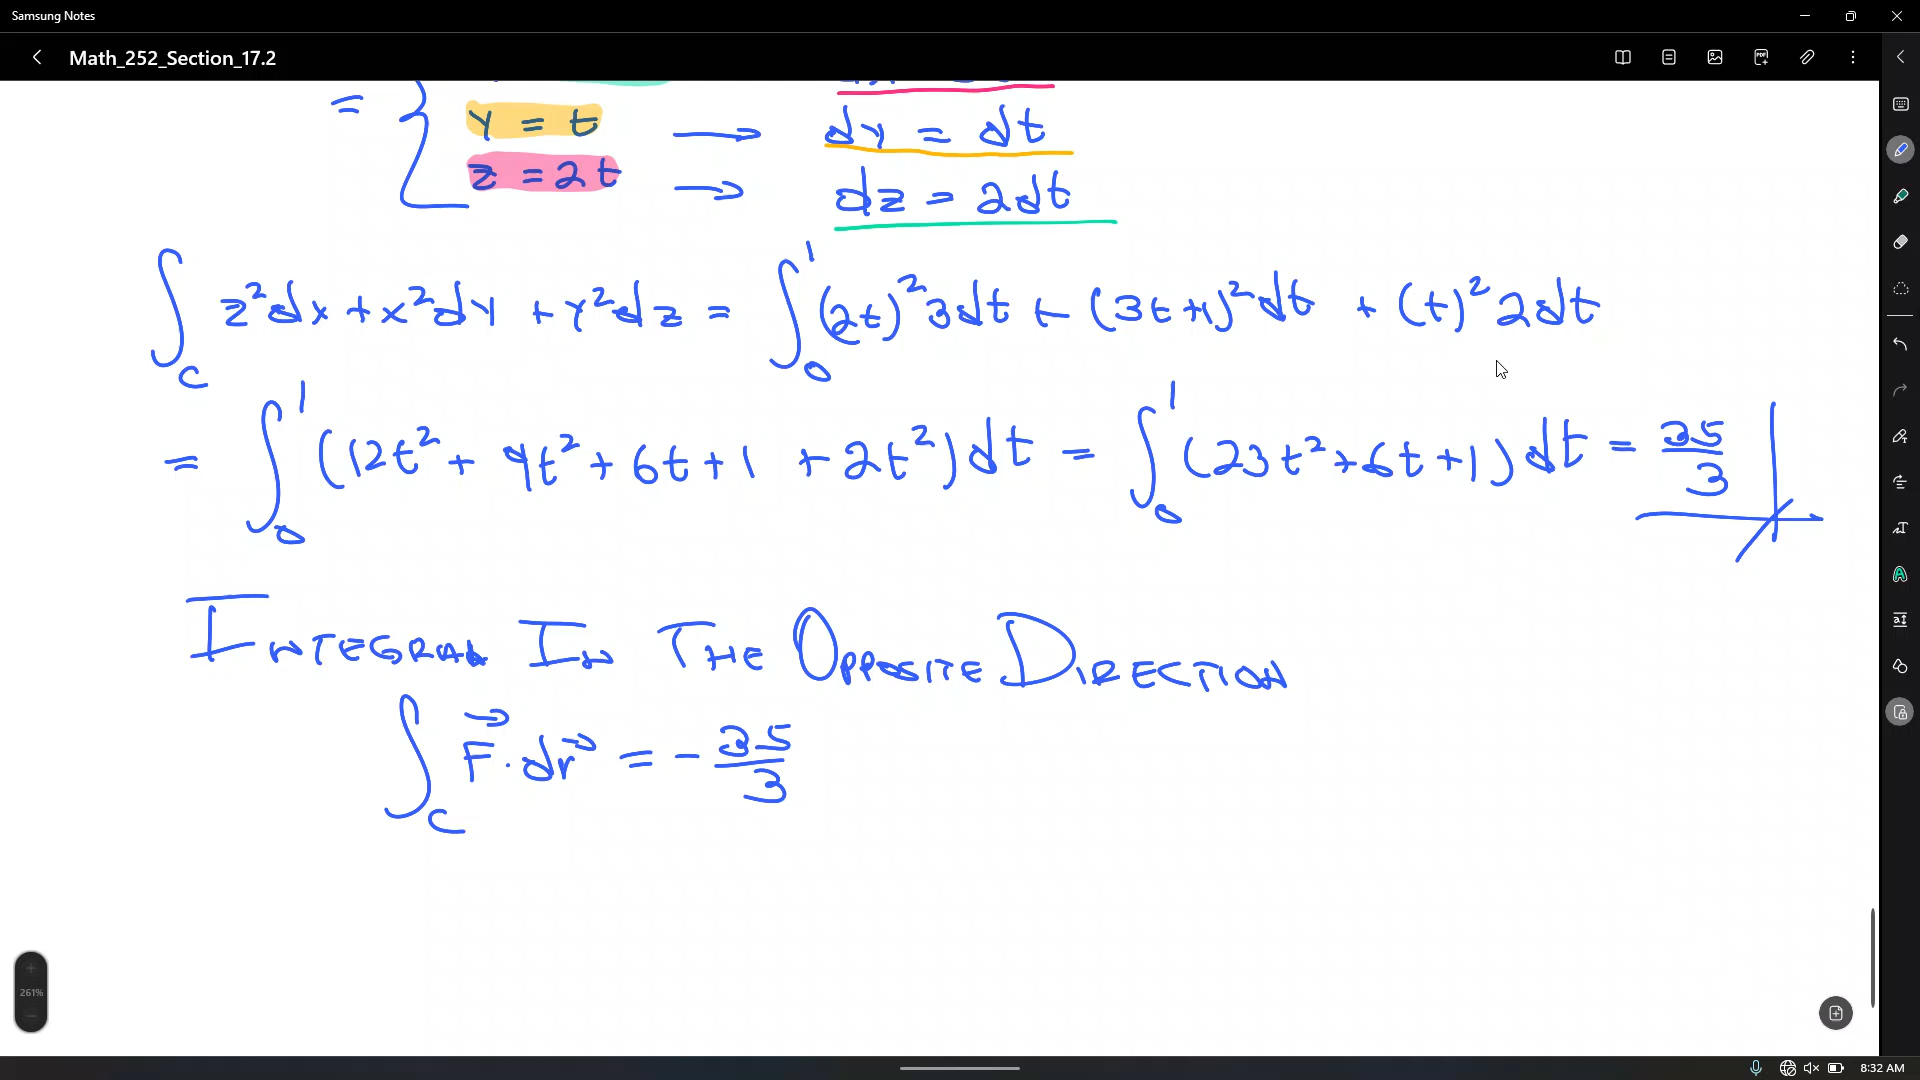 Samsung Notes
Math_252_Section_17.2
= { y = t → dy = dt
z = 2t → dz = 2dt
∫_C z²dx + x²dy + y²dz = ∫_0^1 (2t)² 3dt + (3t+1)² dt + (t)² 2dt
= ∫_0^1 (12t² + 9t² + 6t + 1 + 2t²) dt = ∫_0^1 (23t² + 6t + 1) dt = 35/3
INTEGRAL IN THE OPPOSITE DIRECTION
∫_C F⃗ · dr⃗ = - 35/3
261%
8:32 AM